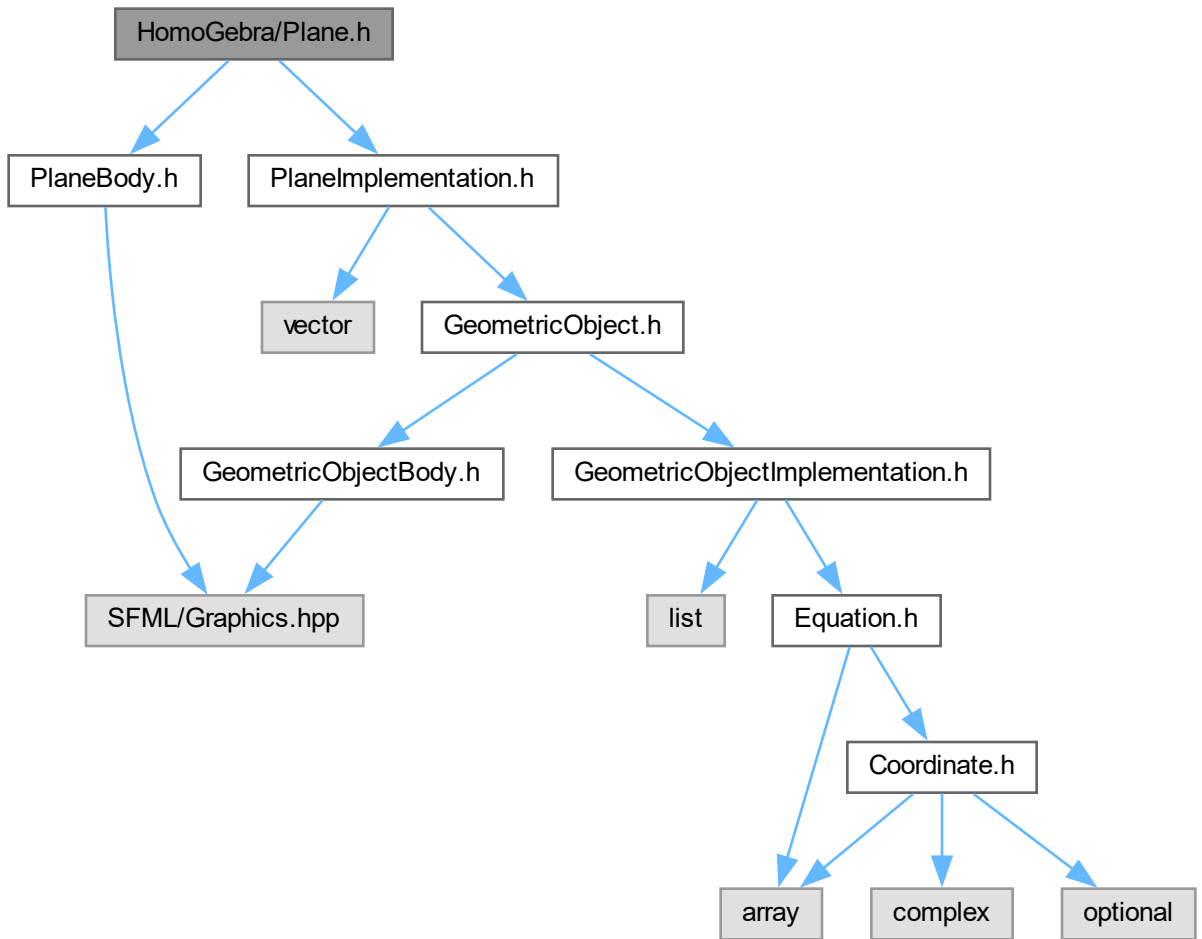 HomoGebra/Plane.h
PlaneBody.h
PlaneImplementation.h
vector
GeometricObject.h
GeometricObjectBody.h
GeometricObjectImplementation.h
SFML/Graphics.hpp
list
Equation.h
Coordinate.h
array
complex
optional